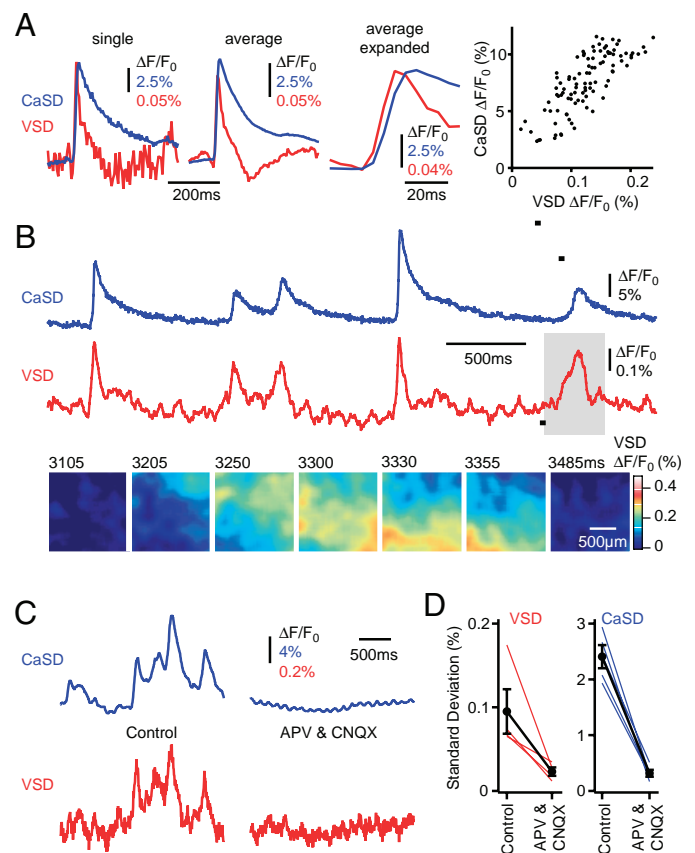 A
single
average
average
expanded
CaSD
VSD
ΔF/F0
2.5%
0.05%
ΔF/F0
2.5%
0.05%
ΔF/F0
2.5%
0.04%
200ms
20ms
CaSD ΔF/F0 (%)
10
5
0
0
0.1
0.2
VSD ΔF/F0 (%)
B
CaSD
ΔF/F0
5%
VSD
500ms
ΔF/F0
0.1%
3105
3205
3250
3300
3330
3355
3485ms
VSD
ΔF/F0 (%)
0.4
0.2
0
500µm
C
CaSD
VSD
ΔF/F0
4%
0.2%
500ms
Control
APV & CNQX
D
VSD
CaSD
Standard Deviation (%)
0.2
0.1
0
3
2
1
0
Control
APV &
CNQX
Control
APV &
CNQX